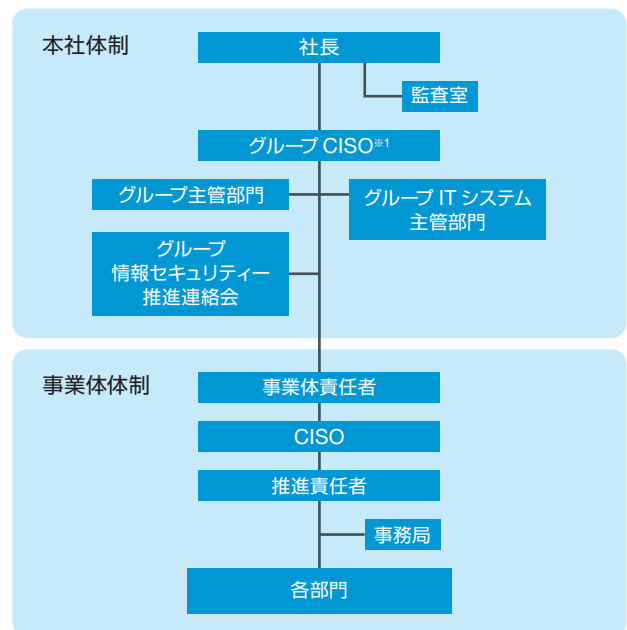 本社体制
社長
監査室
グループ CISO※1
グループ主管部門
グループ IT システム
主管部門
グループ
情報セキュリティー
推進連絡会
事業体体制
事業体責任者
CISO
推進責任者
事務局
各部門